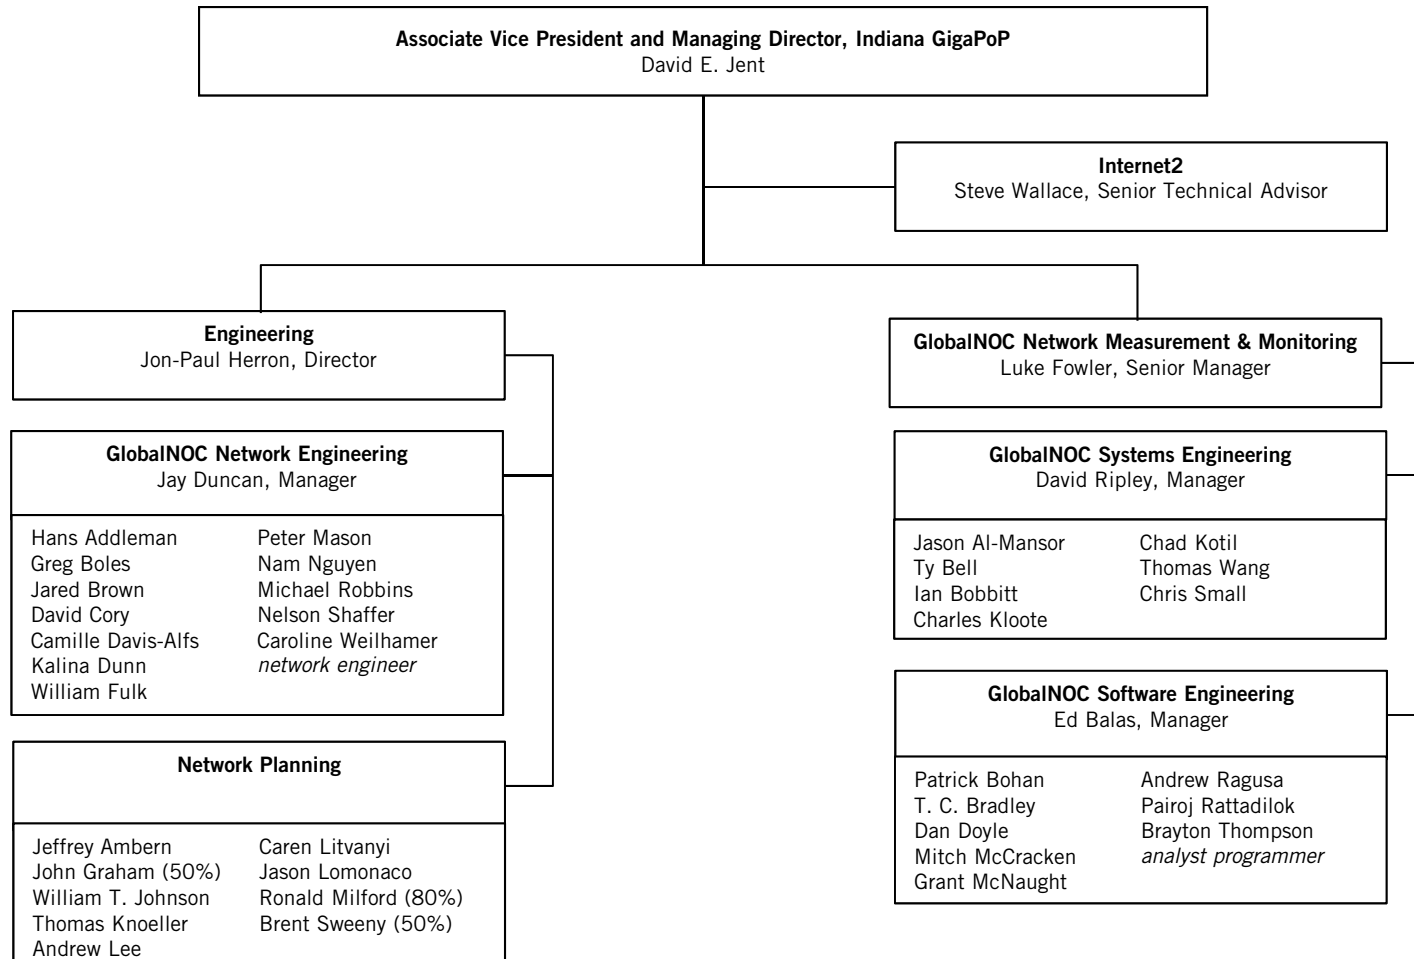 Associate Vice President and Managing Director, Indiana GigaPoP
David E. Jent
Internet2
Steve Wallace, Senior Technical Advisor
Engineering
Jon-Paul Herron, Director
GlobalNOC Network Engineering
Jay Duncan, Manager
Hans Addleman
Greg Boles
Jared Brown
David Cory
Camille Davis-Alfs
Kalina Dunn
William Fulk
Peter Mason
Nam Nguyen
Michael Robbins
Nelson Shaffer
Caroline Weilhamer
network engineer
Network Planning
Jeffrey Ambern
John Graham (50%)
William T. Johnson
Thomas Knoeller
Andrew Lee
Caren Litvanyi
Jason Lomonaco
Ronald Milford (80%)
Brent Sweeny (50%)
GlobalNOC Network Measurement & Monitoring
Luke Fowler, Senior Manager
GlobalNOC Systems Engineering
David Ripley, Manager
Jason Al-Mansor
Ty Bell
Ian Bobbitt
Charles Kloote
Chad Kotil
Thomas Wang
Chris Small
GlobalNOC Software Engineering
Ed Balas, Manager
Patrick Bohan
T. C. Bradley
Dan Doyle
Mitch McCracken
Grant McNaught
Andrew Ragusa
Pairoj Rattadilok
Brayton Thompson
analyst programmer